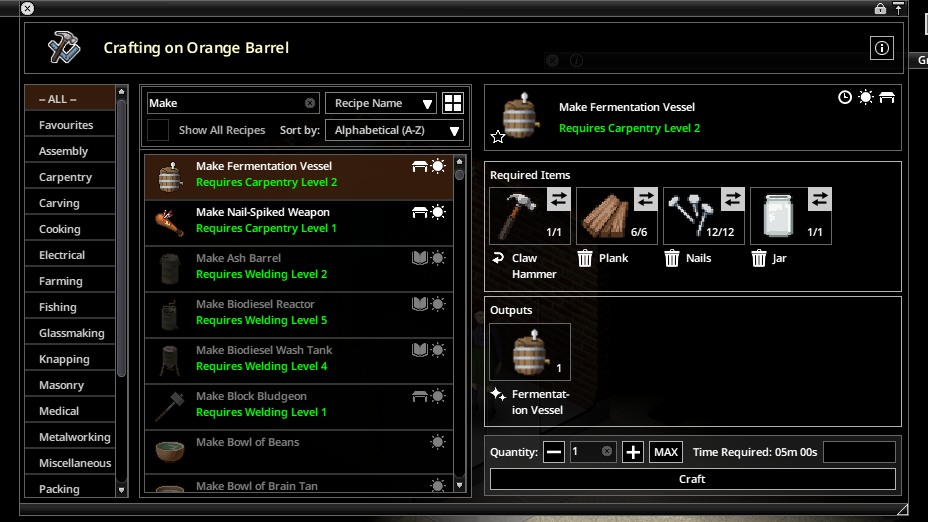 Crafting on Orange Barrel
-- ALL --
Favourites
Assembly
Carpentry
Carving
Cooking
Electrical
Farming
Fishing
Glassmaking
Knapping
Masonry
Medical
Metalworking
Miscellaneous
Packing
Make
Recipe Name
Show All Recipes
Sort by:
Alphabetical (A-Z)
Make Fermentation Vessel
Requires Carpentry Level 2
Make Nail-Spiked Weapon
Requires Carpentry Level 1
Make Ash Barrel
Requires Welding Level 2
Make Biodiesel Reactor
Requires Welding Level 5
Make Biodiesel Wash Tank
Requires Welding Level 4
Make Block Bludgeon
Requires Welding Level 1
Make Bowl of Beans
Make Bowl of Brain Tan
Make Fermentation Vessel
Requires Carpentry Level 2
Required Items
1/1
6/6
12/12
1/1
Claw
Hammer
Plank
Nails
Jar
Outputs
1
Fermentat-
ion Vessel
Quantity:
1
MAX
Time Required: 05m 00s
Craft